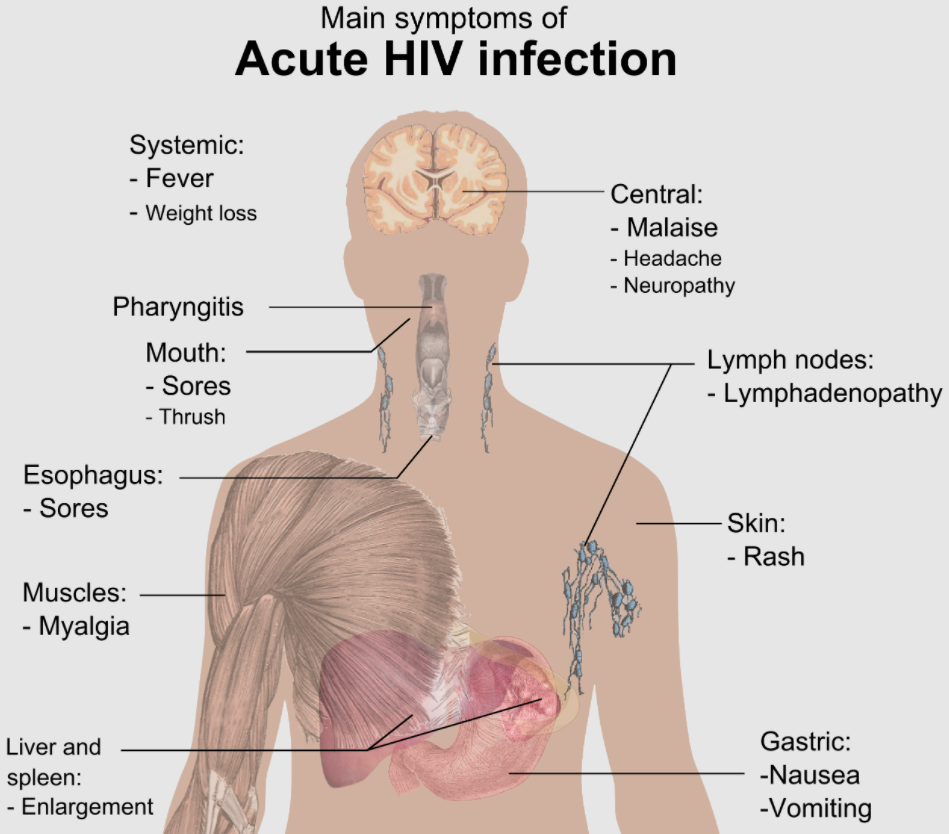 Main symptoms of
Acute HIV infection
Systemic:
- Fever
- Weight loss
Central:
- Malaise
- Headache
- Neuropathy
Pharyngitis
Mouth:
- Sores
- Thrush
Lymph nodes:
- Lymphadenopathy
Esophagus:
- Sores
Skin:
- Rash
Muscles:
- Myalgia
Liver and
spleen:
- Enlargement
Gastric:
-Nausea
-Vomiting